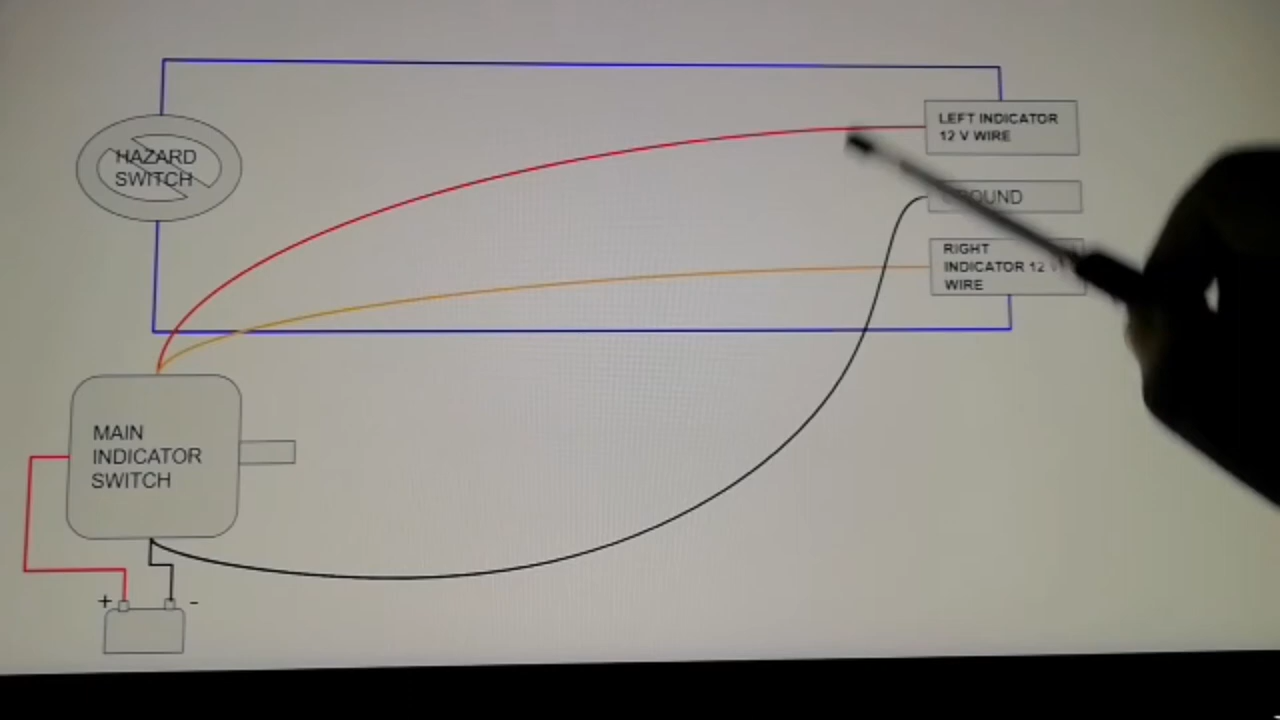 HAZARD
SWITCH
LEFT INDICATOR
12 V WIRE
RIGHT
INDICATOR 12
WIRE
MAIN
INDICATOR
SWITCH
+ -